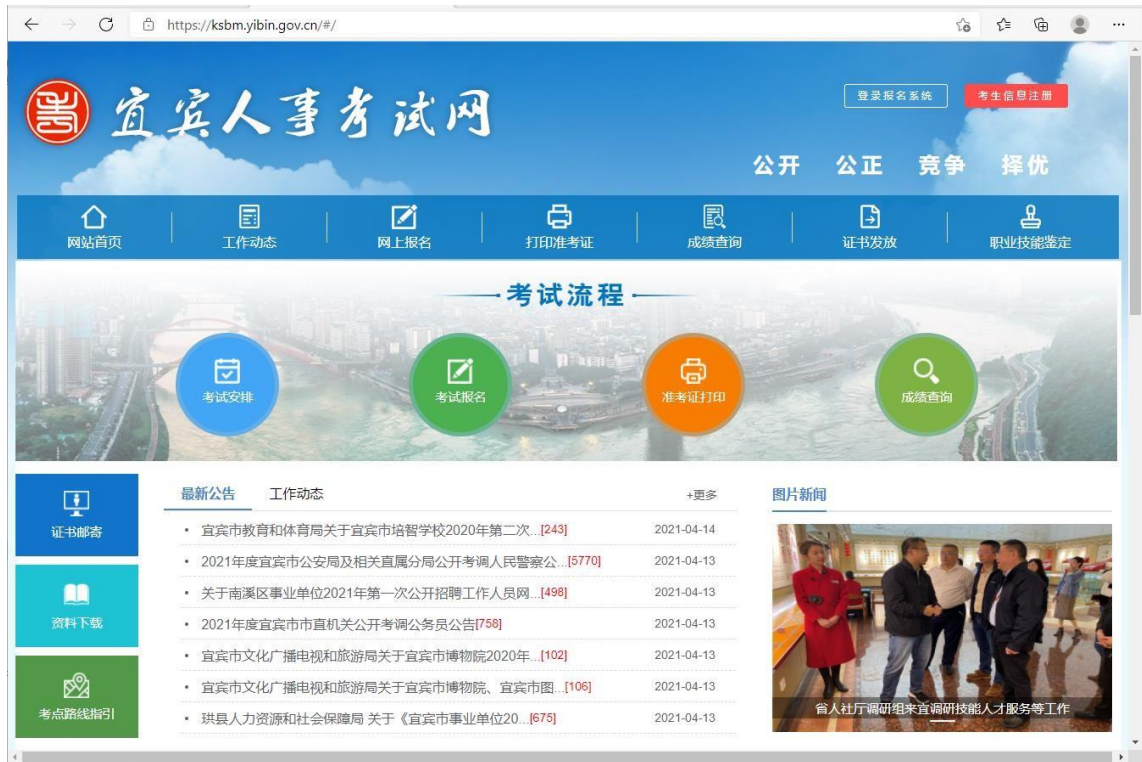 https://ksbm.yibin.gov.cn/#/
考
宜宾人事考试网
登录报名系统
考生信息注册
公开 公正 竞争 择优
网站首页
工作动态
网上报名
打印准考证
成绩查询
证书发放
职业技能鉴定
考试流程
考试安排
考试报名
准考证打印
成绩查询
证书邮寄
资料下载
考点路线指引
最新公告 工作动态 +更多
宜宾市教育和体育局关于宜宾市培智学校2020年第二次...[243] 2021-04-14
2021年度宜宾市公安局及相关直属分局公开考调人民警察公...[5770] 2021-04-13
关于南溪区事业单位2021年第一次公开招聘工作人员网...[498] 2021-04-13
2021年度宜宾市市直机关公开考调公务员公告[758] 2021-04-13
宜宾市文化广播电视和旅游局关于宜宾市博物院2020年...[102] 2021-04-13
宜宾市文化广播电视和旅游局关于宜宾市博物院、宜宾市图...[106] 2021-04-13
珙县人力资源和社会保障局 关于《宜宾市事业单位20...[675] 2021-04-13
图片新闻
省人社厅调研组来宜调研技能人才服务等工作